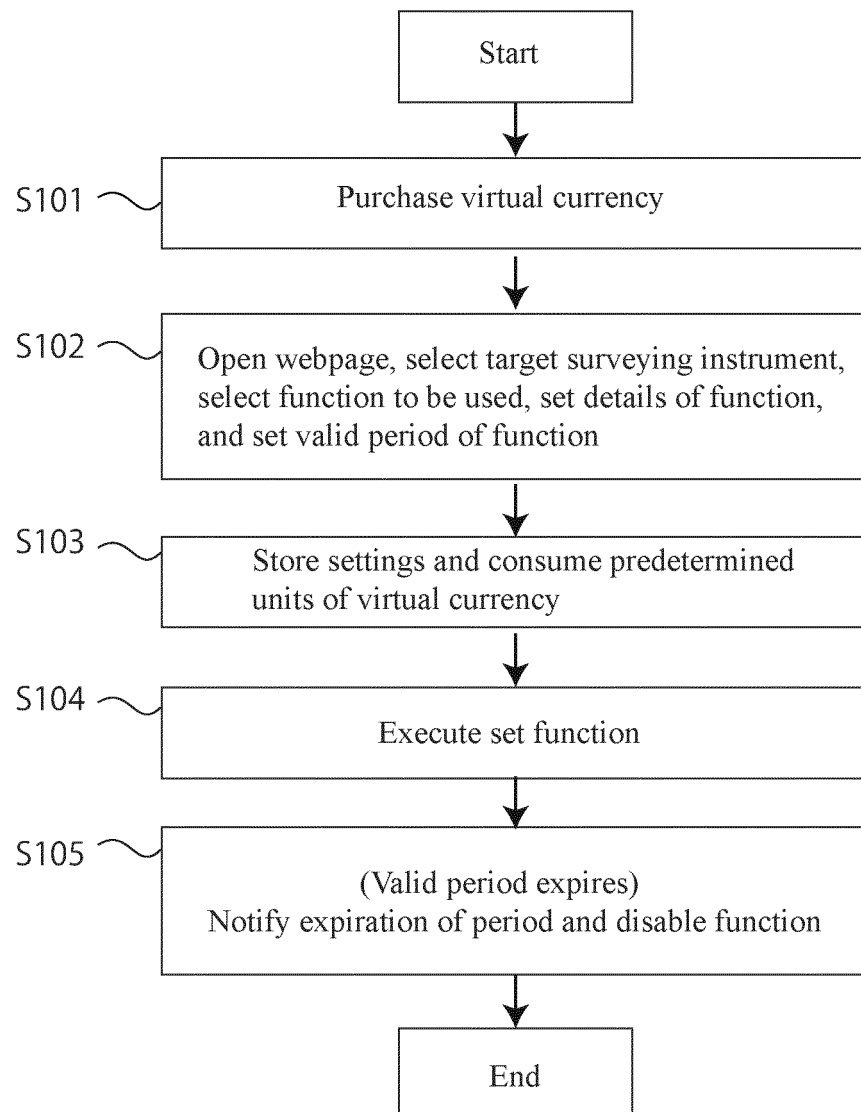 Start
S101
Purchase virtual currency
S102
Open webpage, select target surveying instrument,
select function to be used, set details of function,
and set valid period of function
S103
Store settings and consume predetermined
units of virtual currency
S104
Execute set function
S105
(Valid period expires)
Notify expiration of period and disable function
End